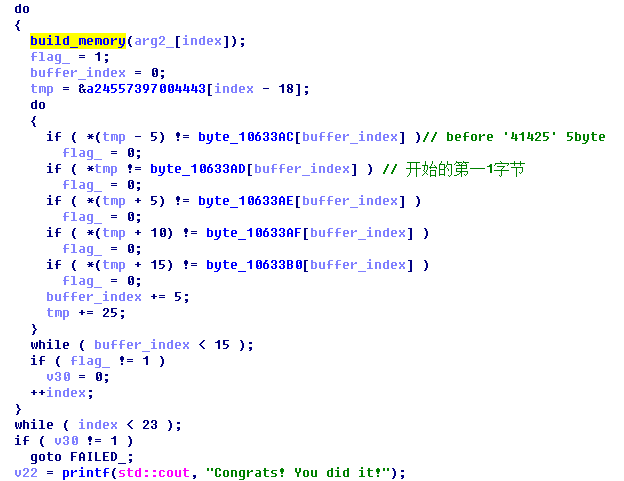 do
{
build_memory(arg2_[index]);
flag_ = 1;
buffer_index = 0;
tmp = &a24557397004443[index - 18];
do
{
if ( *(tmp - 5) != byte_10633AC[buffer_index] )// before '41425' 5byte
flag_ = 0;
if ( *tmp != byte_10633AD[buffer_index] ) // 开始的第一1字节
flag_ = 0;
if ( *(tmp + 5) != byte_10633AE[buffer_index] )
flag_ = 0;
if ( *(tmp + 10) != byte_10633AF[buffer_index] )
flag_ = 0;
if ( *(tmp + 15) != byte_10633B0[buffer_index] )
flag_ = 0;
buffer_index += 5;
tmp += 25;
}
while ( buffer_index < 15 );
if ( flag_ != 1 )
v30 = 0;
++index;
}
while ( index < 23 );
if ( v30 != 1 )
goto FAILED_;
v22 = printf(std::cout, "Congrats! You did it!");